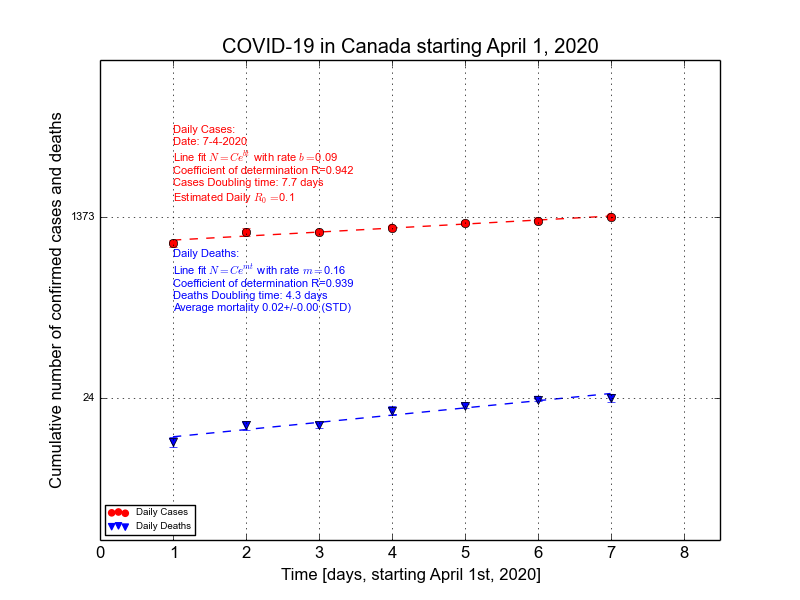 COVID-19 in Canada starting April 1, 2020
Cumulative number of confirmed cases and deaths
Daily Cases:
Date: 7-4-2020
Line fit N=Ce^{bt} with rate b=0.09
Coefficient of determination R=0.942
Cases Doubling time: 7.7 days
Estimated Daily R_0=0.1
1373
Daily Deaths:
Line fit N=Ce^{mt} with rate m=0.16
Coefficient of determination R=0.939
Deaths Doubling time: 4.3 days
Average mortality 0.02+/-0.00 (STD)
24
Daily Cases
Daily Deaths
0 1 2 3 4 5 6 7 8
Time [days, starting April 1st, 2020]